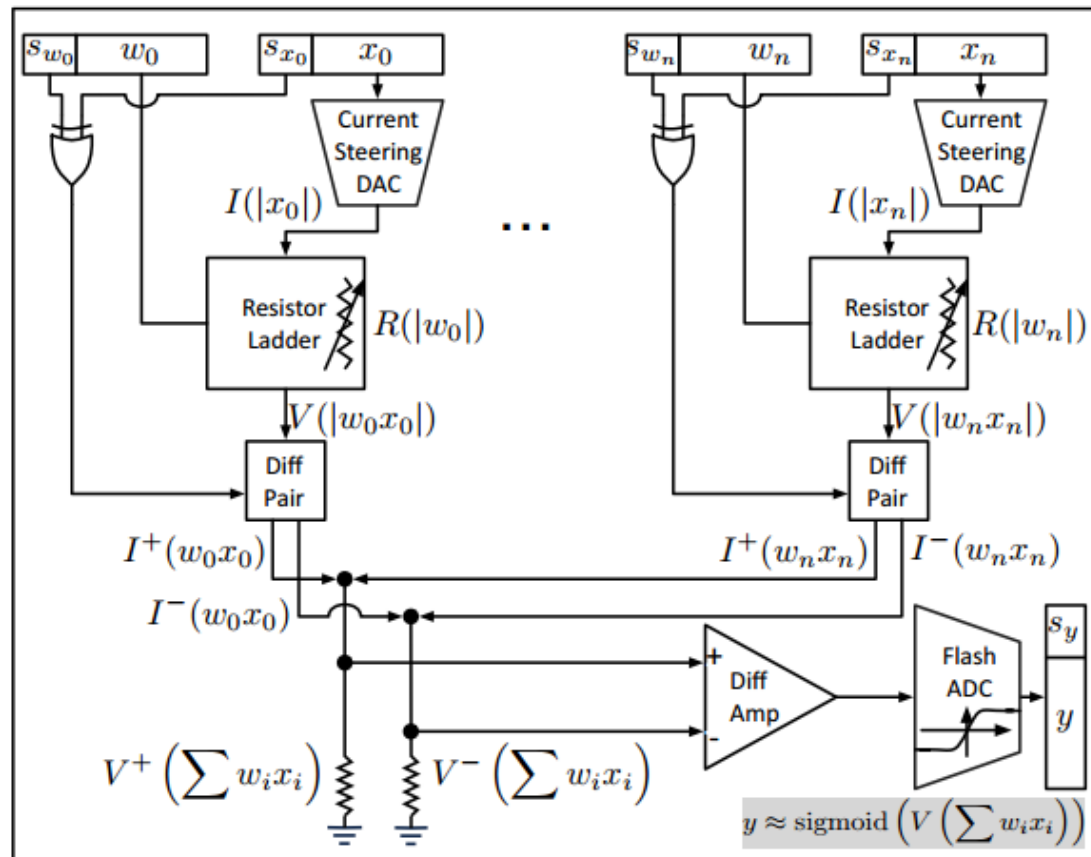 s_{w_0} w_0 s_{x_0} x_0 s_{w_n} w_n s_{x_n} x_n
Current
Steering
DAC
Current
Steering
DAC
I(|x_0|) ... I(|x_n|)
Resistor
Ladder
R(|w_0|)
Resistor
Ladder
R(|w_n|)
V(|w_0x_0|) V(|w_nx_n|)
Diff
Pair
Diff
Pair
I^+(w_0x_0) I^+(w_nx_n) I^-(w_nx_n)
I^-(w_0x_0)
+
-
Diff
Amp
Flash
ADC
s_y
y
V^+(∑ w_ix_i) V^-(∑ w_ix_i)
y ≈ sigmoid(V(∑ w_ix_i))